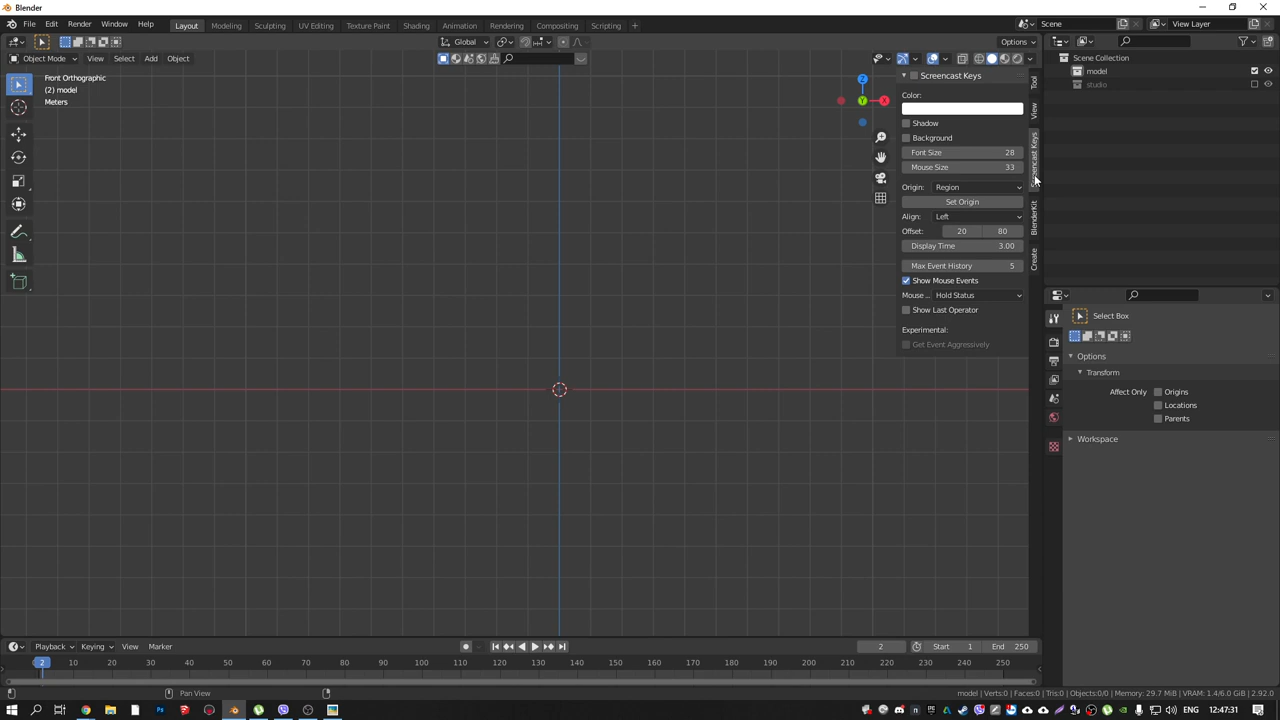 Blender
File Edit Render Window Help Layout Modeling Sculpting UV Editing Texture Paint Shading Animation Rendering Compositing Scripting + Scene View Layer
Global Options
Object Mode View Select Add Object
Front Orthographic
(2) model
Meters
Z
Y
X
Screencast Keys
Color:
Shadow
Background
Font Size 28
Mouse Size 33
Origin: Region
Set Origin
Align: Left
Offset: 20 80
Display Time 3.00
Max Event History 5
Show Mouse Events
Mouse ... Hold Status
Show Last Operator
Experimental:
Get Event Aggressively
Tool
View
Screencast Keys
BlenderKit
Create
Scene Collection
model
studio
Select Box
Options
Transform
Affect Only Origins
Locations
Parents
Workspace
Playback Keying View Marker 2 Start 1 End 250
2 10 20 30 40 50 60 70 80 90 100 110 120 130 140 150 160 170 180 190 200 210 220 230 240 250
Pan View model | Verts:0 | Faces:0 | Tris:0 | Objects:0/0 | Memory: 29.7 MiB | VRAM: 1.4/6.0 GiB | 2.92.0
ENG 12:47:31